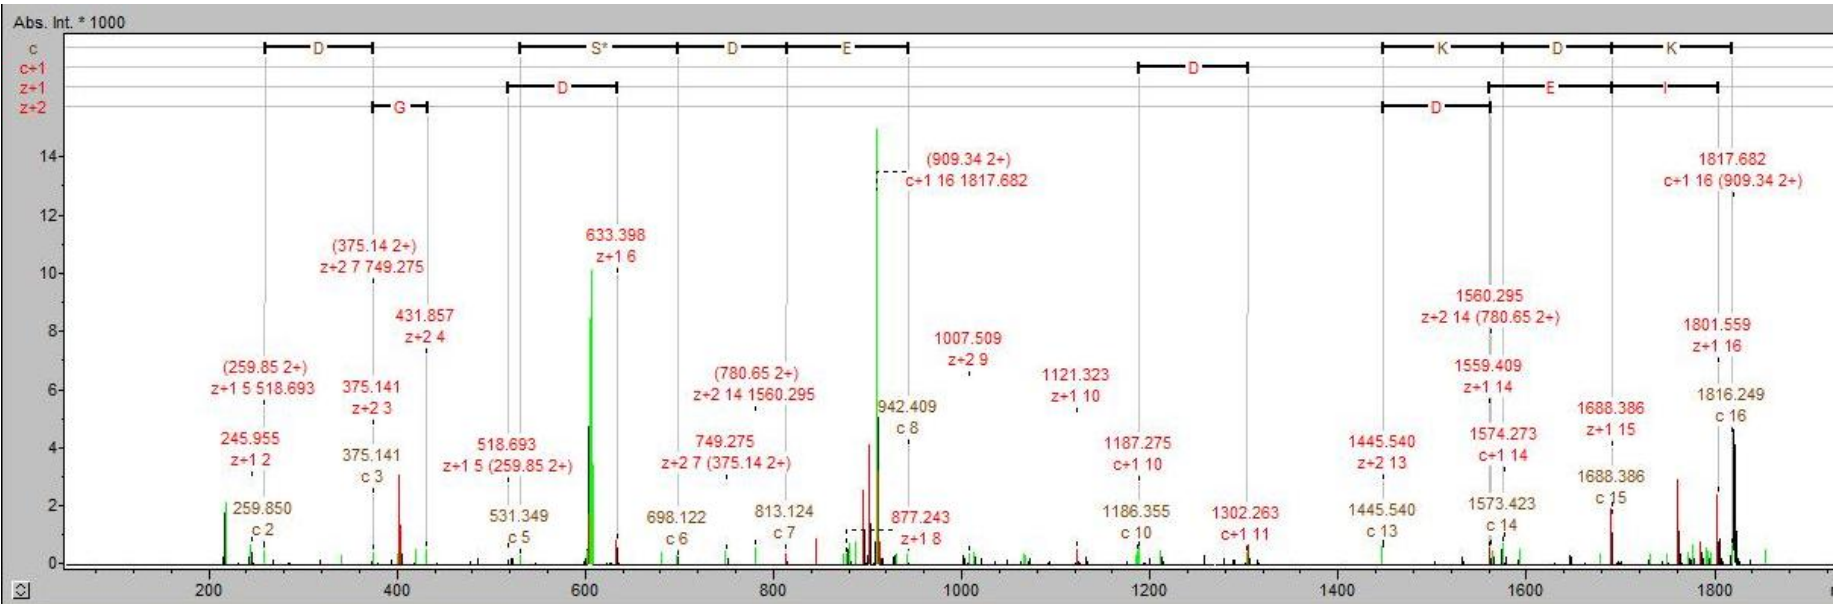 Abs. Int. * 1000
c D S* D E K D K
c+1 D
z+1 D E I
z+2 G D
14
12
10
8
6
4
2
0
(909.34 2+)
c+1 16 1817.682
1817.682
c+1 16 (909.34 2+)
633.398
z+1 6
(375.14 2+)
z+2 7 749.275
431.857
z+2 4
1560.295
z+2 14 (780.65 2+)
1007.509
z+2 9
1801.559
z+1 16
(259.85 2+)
z+1 5 518.693
375.141
z+2 3
(780.65 2+)
z+2 14 1560.295
1121.323
z+1 10
1559.409
z+1 14
942.409
c 8
1816.249
c 16
1688.386
z+1 15
245.955
z+1 2
375.141
c 3
518.693
z+1 5 (259.85 2+)
749.275
z+2 7 (375.14 2+)
1187.275
c+1 10
1445.540
z+2 13
1574.273
c+1 14
1688.386
c 15
259.850
c 2
531.349
c 5
698.122
c 6
813.124
c 7
877.243
z+1 8
1186.355
c 10
1302.263
c+1 11
1445.540
c 13
1573.423
c 14
200 400 600 800 1000 1200 1400 1600 1800